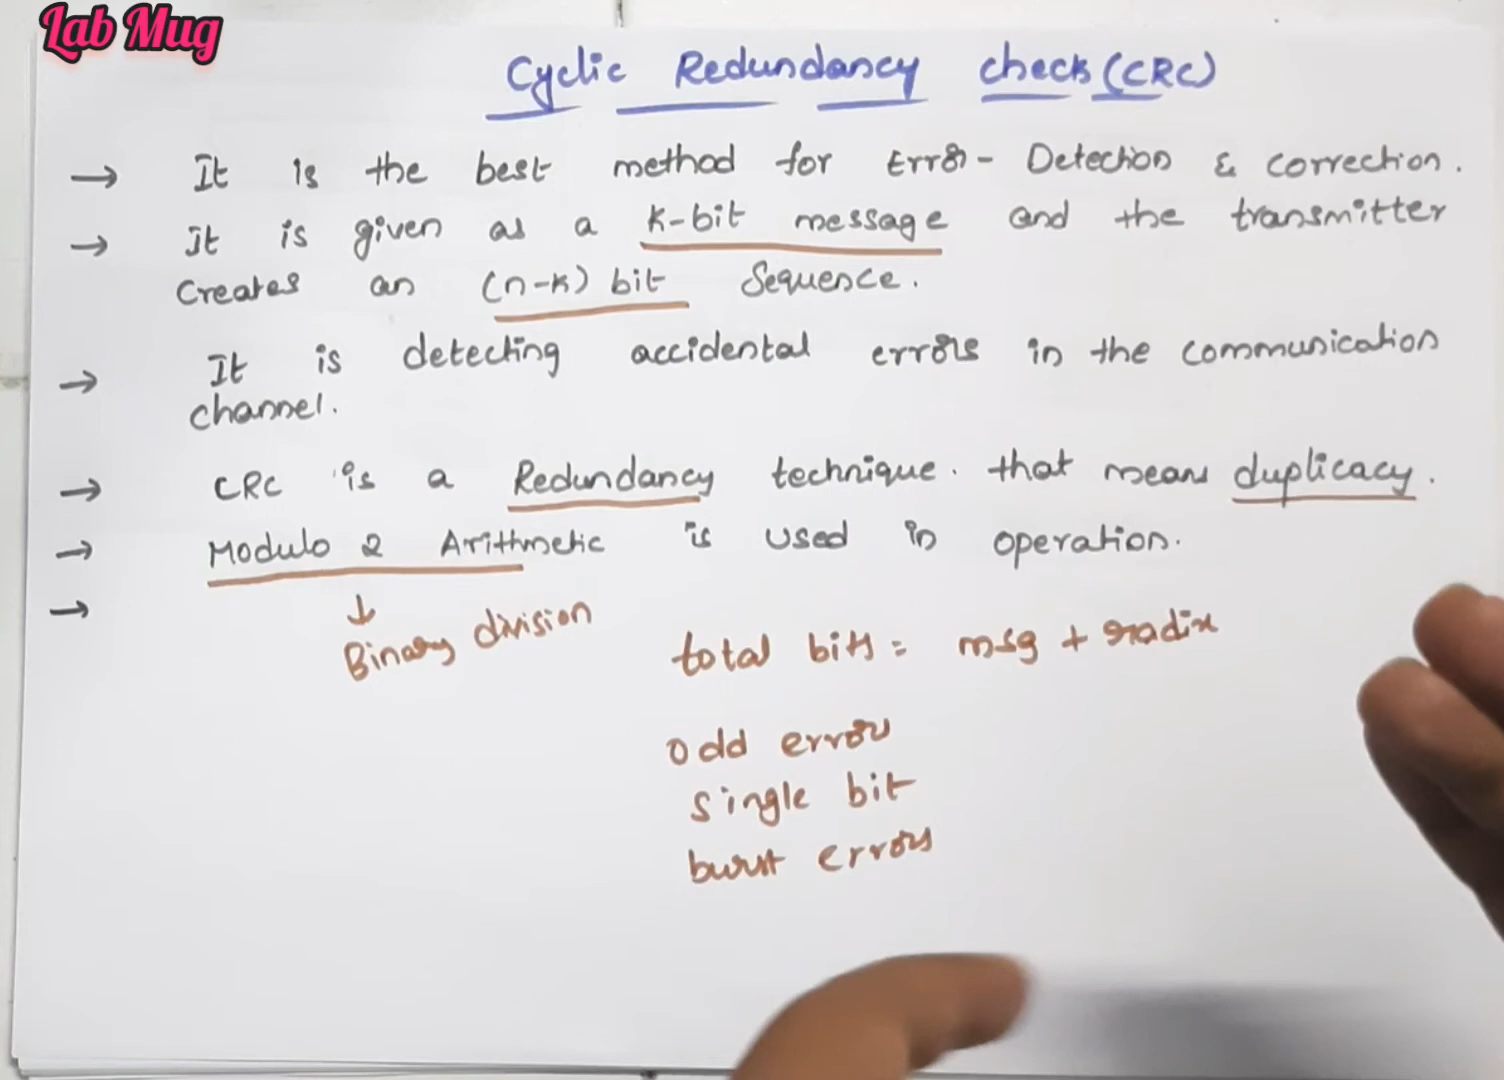 Lab Mug
Cyclic Redundancy check (CRC)
→ It is the best method for Error - Detection & correction.
→ It is given as a K-bit message and the transmitter
creates an (n-k) bit Sequence.
→ It is detecting accidental errors in the communication
channel.
→ CRC is a Redundancy technique. that means duplicacy.
→ Modulo 2 Arithmetic is used in operation.
→
↓
Binary division
total bits = msg + radix
odd error
single bit
burst errors